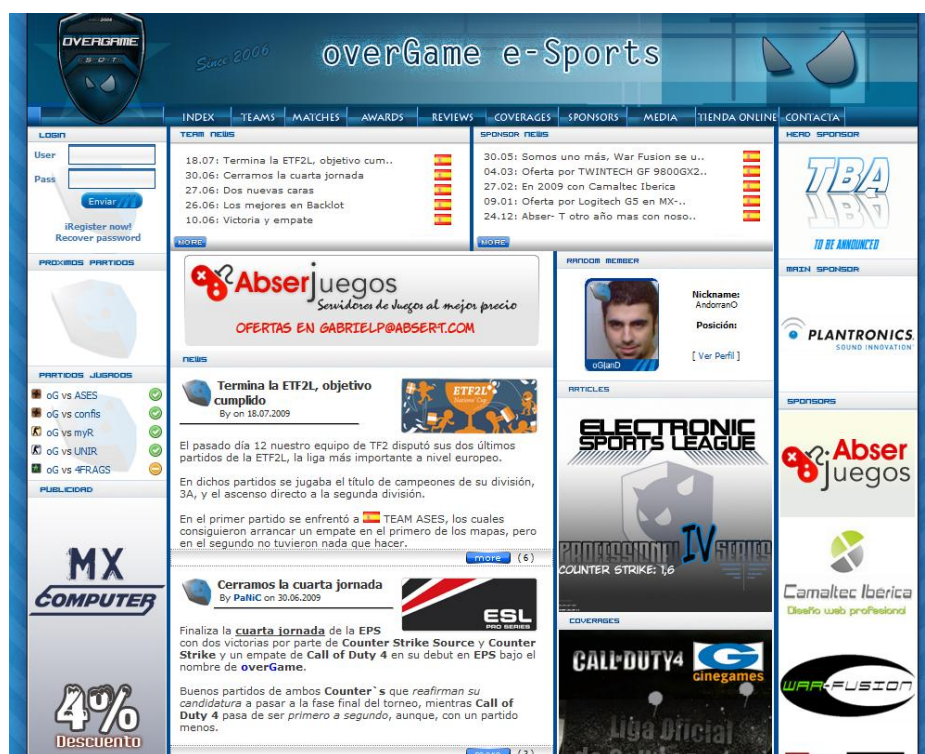 OVERGAME
S·O·T
Since 2006
overGame e-Sports
INDEX TEAMS MATCHES AWARDS REVIEWS COVERAGES SPONSORS MEDIA TIENDA ONLINE CONTACTA
LOGIN
User
Pass
Enviar
¡Register now!
Recover password
PROXIMOS PARTIDOS
PARTIDOS JUGADOS
oG vs ASES
oG vs confis
oG vs myR
oG vs UNIR
oG vs 4FRAGS
PUBLICIDAD
MX
COMPUTER
4%
Descuento
TEAM NEWS
18.07: Termina la ETF2L, objetivo cum..
30.06: Cerramos la cuarta jornada
27.06: Dos nuevas caras
26.06: Los mejores en Backlot
10.06: Victoria y empate
MORE
SPONSOR NEWS
30.05: Somos uno más, War Fusion se u..
04.03: Oferta por TWINTECH GF 9800GX2..
27.02: En 2009 con Camaltec Iberica
09.01: Oferta por Logitech G5 en MX-..
24.12: Abser- T otro año mas con noso..
MORE
Abserjuegos
Servidores de Juegos al mejor precio
OFERTAS EN GABRIELP@ABSERT.COM
NEWS
Termina la ETF2L, objetivo
cumplido
By on 18.07.2009
ETF2L
Nations' Cup
El pasado día 12 nuestro equipo de TF2 disputó sus dos últimos
partidos de la ETF2L, la liga más importante a nivel europeo.
En dichos partidos se jugaba el título de campeones de su división,
3A, y el ascenso directo a la segunda división.
En el primer partido se enfrentó a TEAM ASES, los cuales
consiguieron arrancar un empate en el primero de los mapas, pero
en el segundo no tuvieron nada que hacer.
more (6)
Cerramos la cuarta jornada
By PaNiC on 30.06.2009
ESL
PRO SERIES
Finaliza la cuarta jornada de la EPS
con dos victorias por parte de Counter Strike Source y Counter
Strike y un empate de Call of Duty 4 en su debut en EPS bajo el
nombre de overGame.
Buenos partidos de ambos Counter`s que reafirman su
candidatura a pasar a la fase final del torneo, mientras Call of
Duty 4 pasa de ser primero a segundo, aunque, con un partido
menos.
more (3)
RANDOM MEMBER
oG|anD
Nickname:
AndorranO
Posición:
[ Ver Perfil ]
ARTICLES
ELECTRONIC
SPORTS LEAGUE
PROFESSIONAL IV SERIES
COUNTER STRIKE: 1,6
COVERAGES
CALL OF DUTY 4
Cinegames
Liga Oficial
HEAD SPONSOR
TBA
TO BE ANNOUNCED
MAIN SPONSOR
PLANTRONICS.
SOUND INNOVATION
SPONSORS
Abser
juegos
Camaltec Iberica
Diseño web profesional
WAR-FUSION